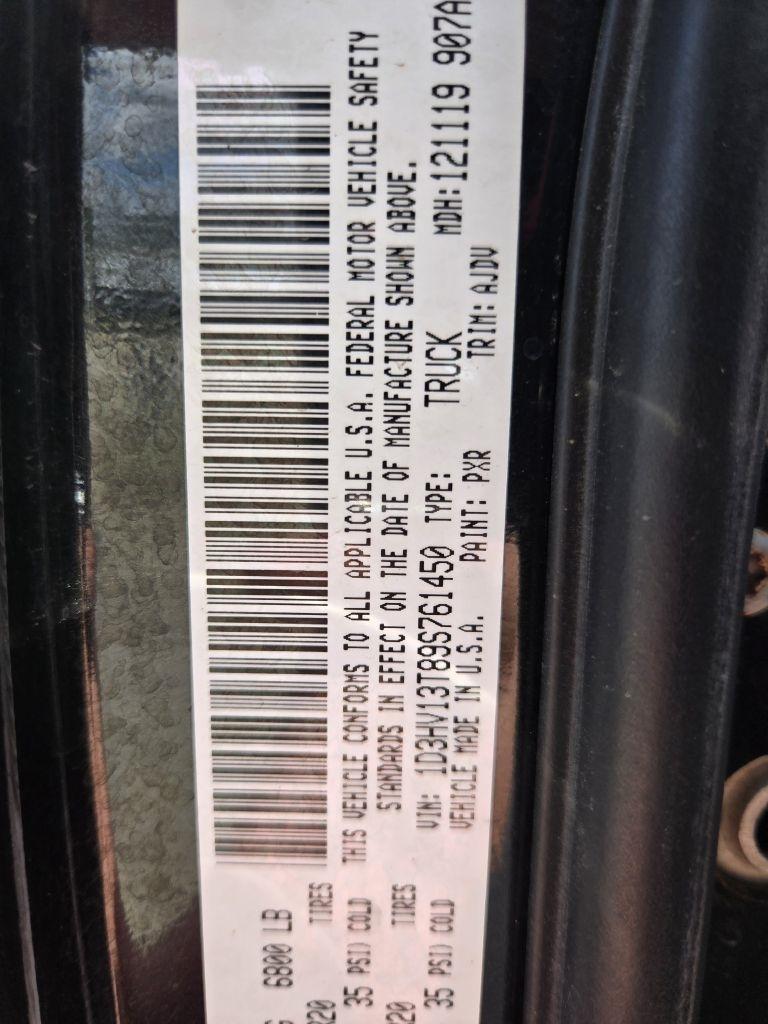 6800 LB
TIRES
R20
35 PSI) COLD
TIRES
R20
35 PSI) COLD
THIS VEHICLE CONFORMS TO ALL APPLICABLE U.S.A. FEDERAL MOTOR VEHICLE SAFETY
STANDARDS IN EFFECT ON THE DATE OF MANUFACTURE SHOWN ABOVE.
VIN: 1D3HV13T89S761450 TYPE: TRUCK MDH: 121119 907A
VEHICLE MADE IN U.S.A. PAINT: PXR TRIM: AJDV